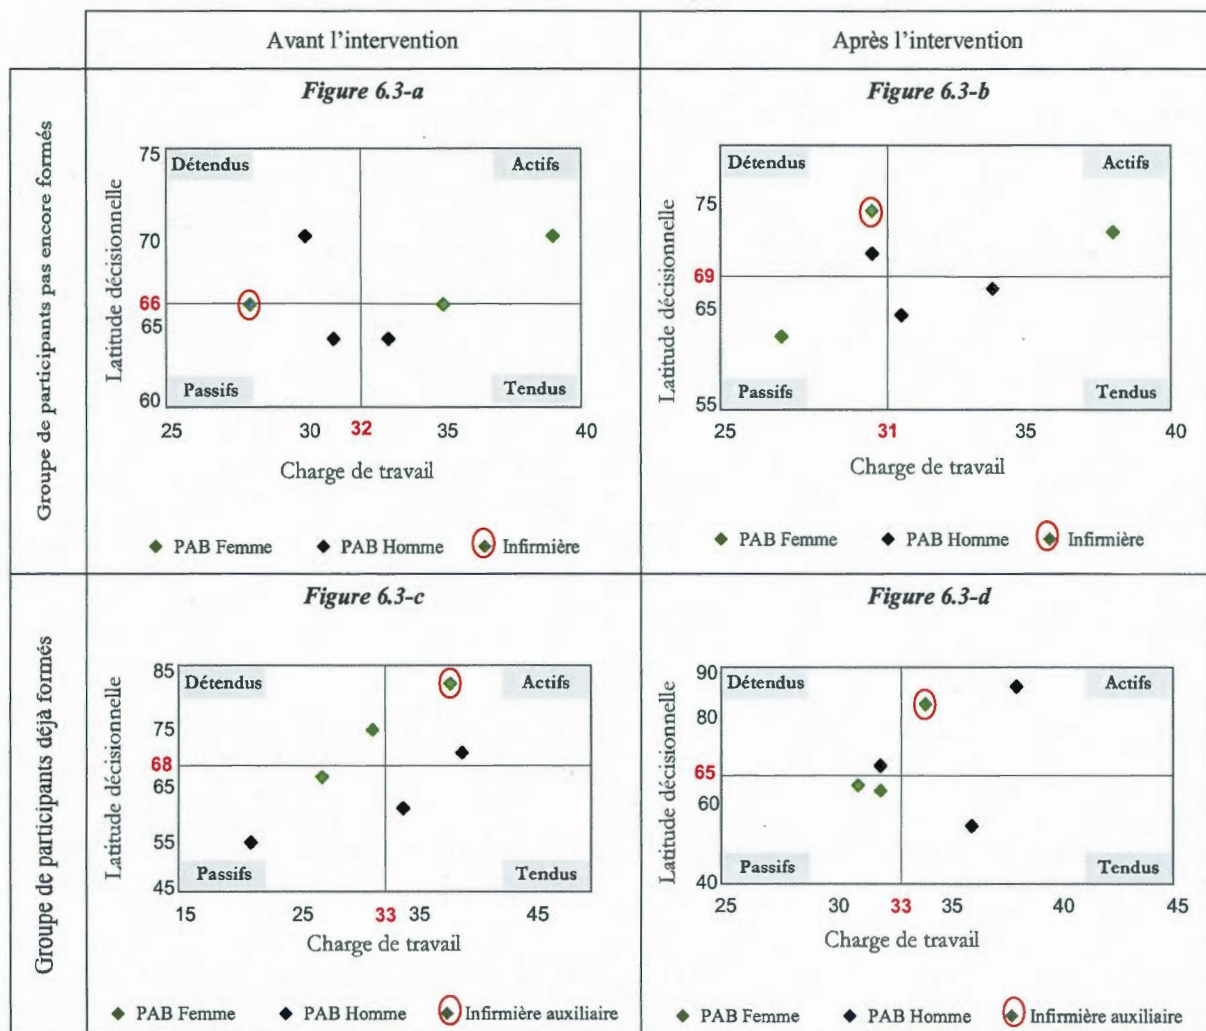 Avant l'intervention
Après l'intervention
Groupe de participants pas encore formés
Figure 6.3-a
Latitude décisionnelle
75
70
66
65
60
Détendus
Actifs
Passifs
Tendus
25
30
32
35
40
Charge de travail
PAB Femme
PAB Homme
Infirmière
Figure 6.3-b
Latitude décisionnelle
75
69
65
55
Détendus
Actifs
Passifs
Tendus
25
31
35
40
Charge de travail
PAB Femme
PAB Homme
Infirmière
Groupe de participants déjà formés
Figure 6.3-c
Latitude décisionnelle
85
75
68
65
55
45
Détendus
Actifs
Passifs
Tendus
15
25
33
35
45
Charge de travail
PAB Femme
PAB Homme
Infirmière auxiliaire
Figure 6.3-d
Latitude décisionnelle
90
80
65
60
40
Détendus
Actifs
Passifs
Tendus
25
30
33
35
40
45
Charge de travail
PAB Femme
PAB Homme
Infirmière auxiliaire